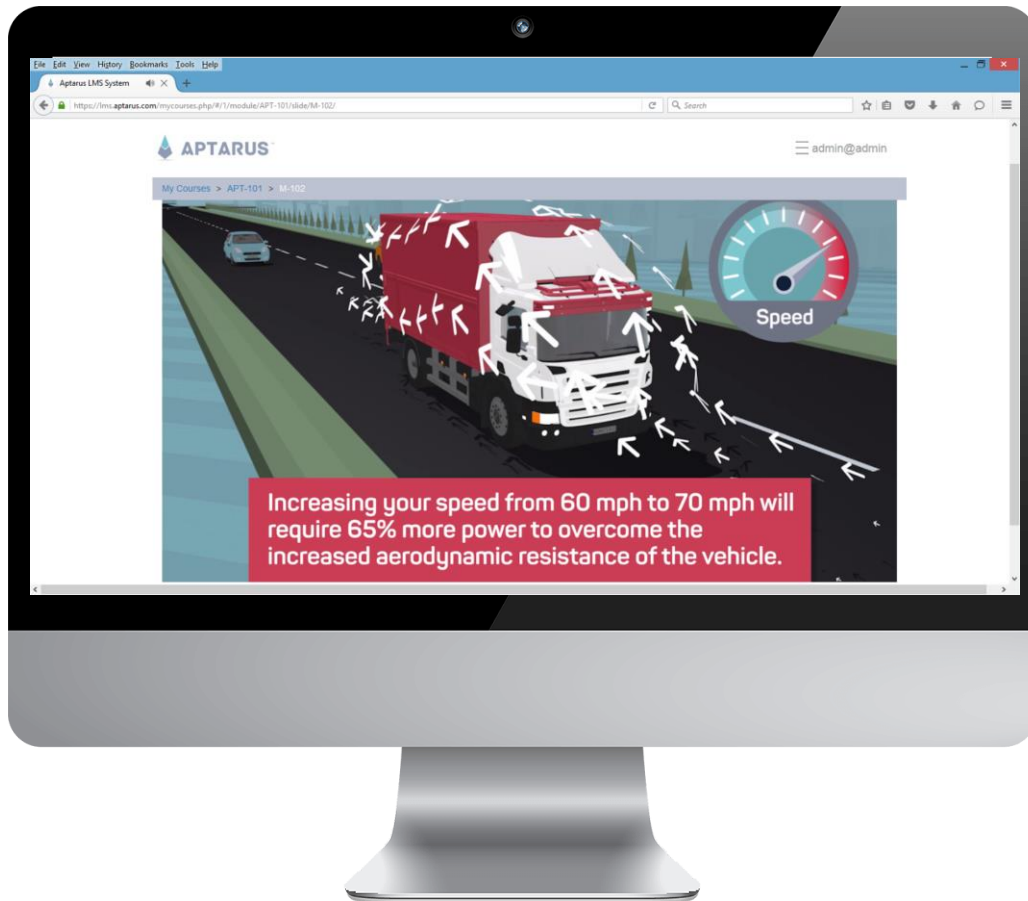 File Edit View History Bookmarks Tools Help
Aptarus LMS System
https://lms.aptarus.com/mycourses.php/#/1/module/APT-101/slide/M-102/
Search
APTARUS
admin@admin
My Courses > APT-101 > M-102
Speed
Increasing your speed from 60 mph to 70 mph will
require 65% more power to overcome the
increased aerodynamic resistance of the vehicle.